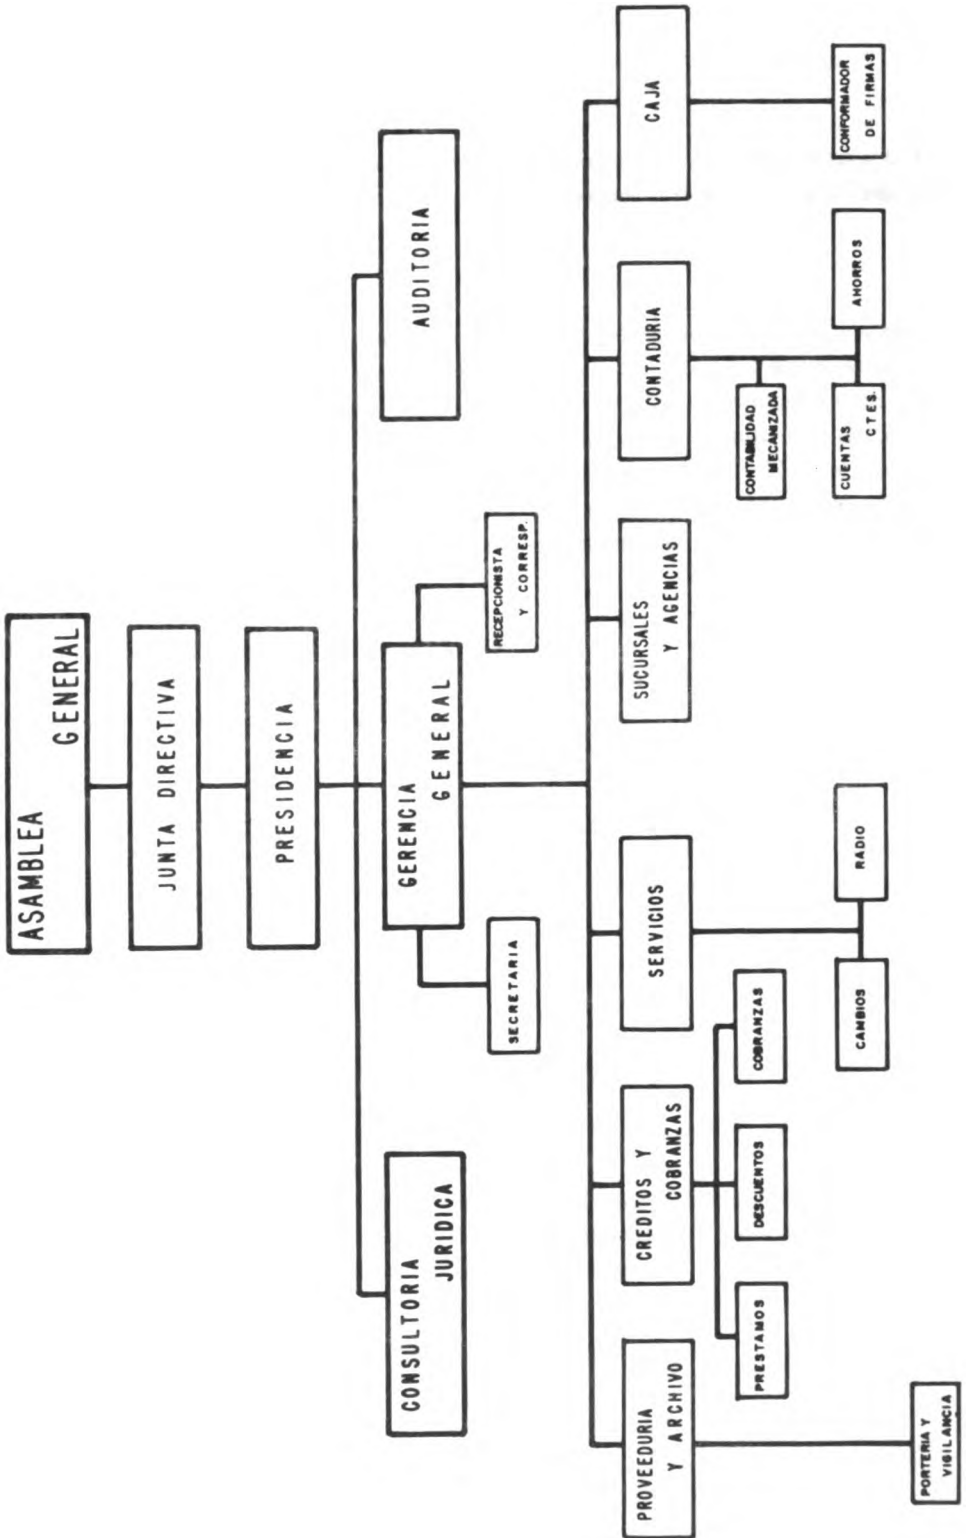 ASAMBLEA
GENERAL
JUNTA DIRECTIVA
PRESIDENCIA
CONSULTORIA
JURIDICA
GERENCIA
GENERAL
AUDITORIA
SECRETARIA
RECEPCIONISTA
Y CORRESP.
PROVEEDURIA
Y ARCHIVO
CREDITOS Y
COBRANZAS
SERVICIOS
SUCURSALES
Y AGENCIAS
CONTADURIA
CAJA
PRESTAMOS
DESCUENTOS
COBRANZAS
CONTABILIDAD
MECANIZADA
CAMBIOS
RADIO
CUENTAS
CTES.
AHORROS
CONFORMADOR
DE FIRMAS
PORTERIA Y
VIGILANCIA